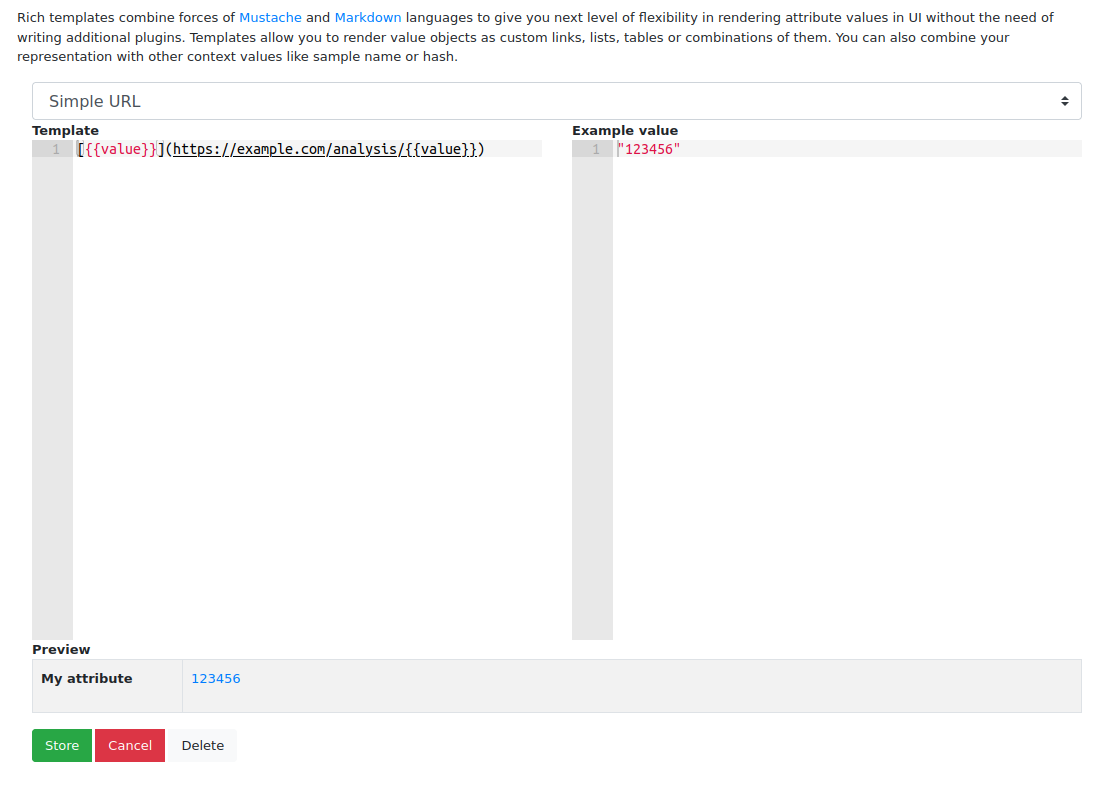 Rich templates combine forces of Mustache and Markdown languages to give you next level of flexibility in rendering attribute values in UI without the need of
writing additional plugins. Templates allow you to render value objects as custom links, lists, tables or combinations of them. You can also combine your
representation with other context values like sample name or hash.
Simple URL
Template
Example value
1 [{{value}}](https://example.com/analysis/{{value}})
1 "123456"
Preview
My attribute 123456
Store Cancel Delete